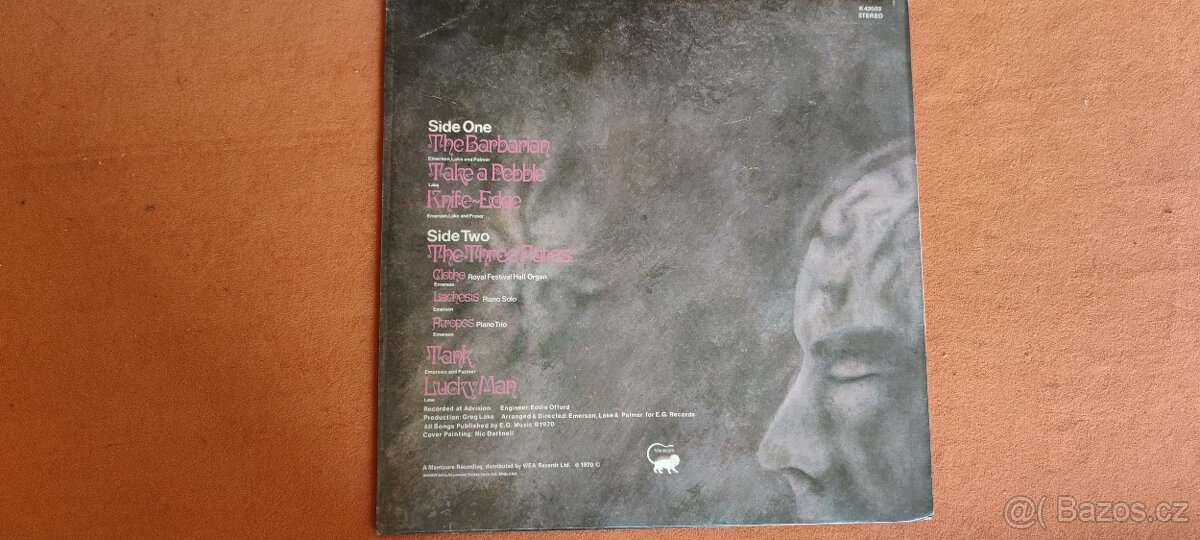 K 43503
STEREO
Side One
The Barbarian
Emerson, Lake and Palmer
Take a Pebble
Lake
Knife-Edge
Emerson, Lake and Fraser
Side Two
The Three Fates
Clotho Royal Festival Hall Organ
Emerson
Lachesis Piano Solo
Emerson
Atropos Piano Trio
Emerson
Tank
Emerson and Palmer
Lucky Man
Lake
Recorded at Advision Engineer: Eddie Offord
Production: Greg Lake Arranged & Directed: Emerson, Lake & Palmer for E.G. Records
All Songs Published by E.G. Music ©1970
Cover Painting: Nic Dartnell
A Manticore Recording, distributed by WEA Records Ltd. © 1970
Manticore
@( Bazos.cz